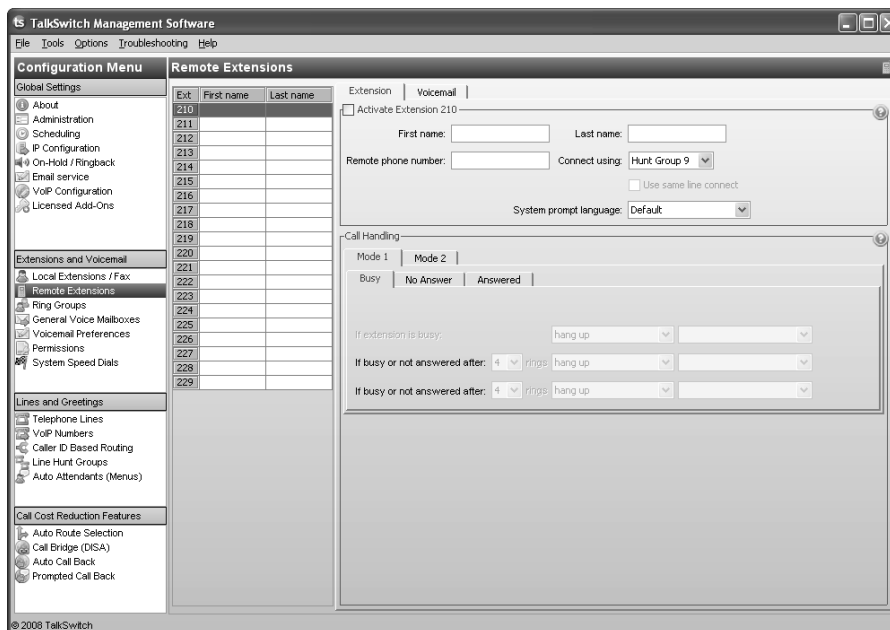 ts TalkSwitch Management Software
File Tools Options Troubleshooting Help
Configuration Menu
Global Settings
About
Administration
Scheduling
IP Configuration
On-Hold / Ringback
Email service
VoIP Configuration
Licensed Add-Ons
Extensions and Voicemail
Local Extensions / Fax
Remote Extensions
Ring Groups
General Voice Mailboxes
Voicemail Preferences
Permissions
System Speed Dials
Lines and Greetings
Telephone Lines
VoIP Numbers
Caller ID Based Routing
Line Hunt Groups
Auto Attendants (Menus)
Call Cost Reduction Features
Auto Route Selection
Call Bridge (DISA)
Auto Call Back
Prompted Call Back
© 2008 TalkSwitch
Remote Extensions
Ext First name Last name
210
211
212
213
214
215
216
217
218
219
220
221
222
223
224
225
226
227
228
229
Extension Voicemail
Activate Extension 210
First name: Last name:
Remote phone number: Connect using: Hunt Group 9
Use same line connect
System prompt language: Default
Call Handling
Mode 1 Mode 2
Busy No Answer Answered
If extension is busy: hang up
If busy or not answered after: 4 rings hang up
If busy or not answered after: 4 rings hang up